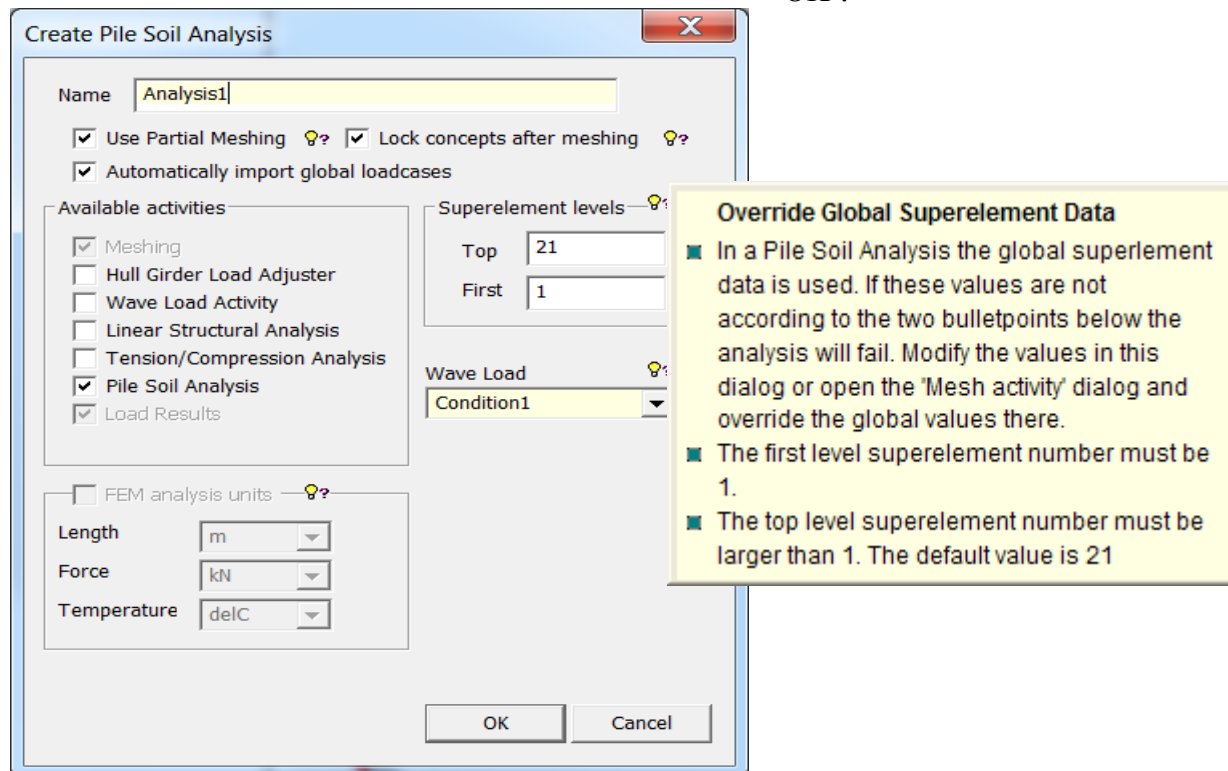 Create Pile Soil Analysis
Name Analysis1
Use Partial Meshing ? Lock concepts after meshing ?
Automatically import global loadcases
Available activities
Meshing
Hull Girder Load Adjuster
Wave Load Activity
Linear Structural Analysis
Tension/Compression Analysis
Pile Soil Analysis
Load Results
Superelement levels
Top 21
First 1
Wave Load
Condition1
FEM analysis units ?
Length m
Force kN
Temperature delC
OK Cancel
Override Global Superelement Data
In a Pile Soil Analysis the global superlement
data is used. If these values are not
according to the two bulletpoints below the
analysis will fail. Modify the values in this
dialog or open the 'Mesh activity' dialog and
override the global values there.
The first level superelement number must be
1.
The top level superelement number must be
larger than 1. The default value is 21